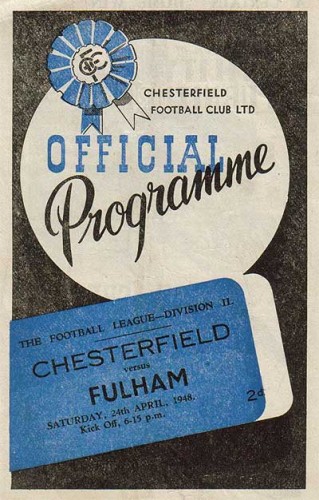 CFC
CHESTERFIELD
FOOTBALL CLUB LTD
OFFICIAL
Programme
THE FOOTBALL LEAGUE—DIVISION II.
CHESTERFIELD
versus
FULHAM
SATURDAY, 24th APRIL, 1948.
Kick Off, 6-15 p.m.
2d